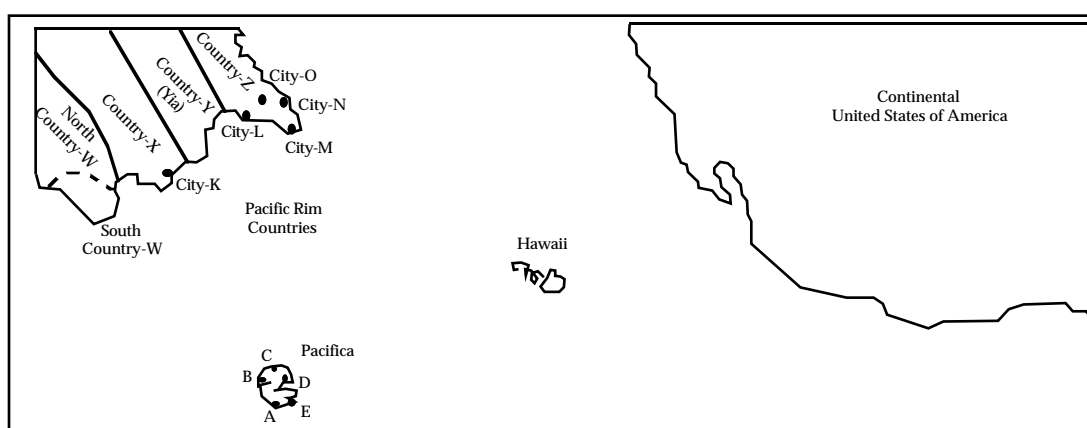 Country-Z
City-O
Country-Y
(Yia)
City-N
Continental
United States of America
North
Country-W
Country-X
City-L
City-M
City-K
Pacific Rim
Countries
South
Country-W
Hawaii
C
Pacifica
B
D
A
E